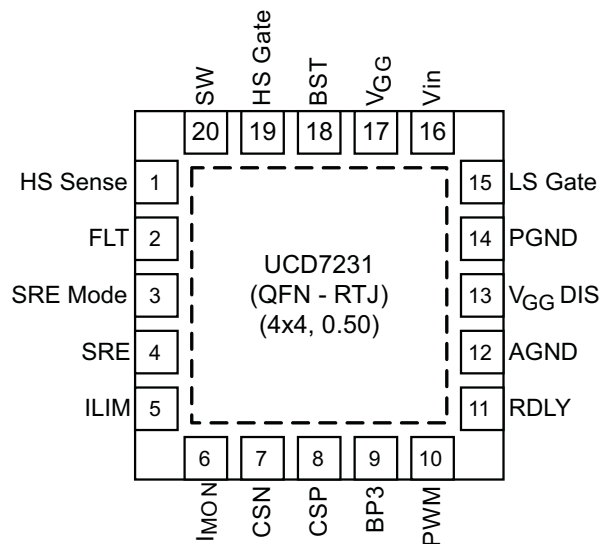 SW
HS Gate
BST
VGG
Vin
20
19
18
17
16
HS Sense 1
15 LS Gate
FLT 2
14 PGND
SRE Mode 3
13 VGG DIS
SRE 4
12 AGND
ILIM 5
11 RDLY
UCD7231
(QFN - RTJ)
(4x4, 0.50)
6
7
8
9
10
IMON
CSN
CSP
BP3
PWM